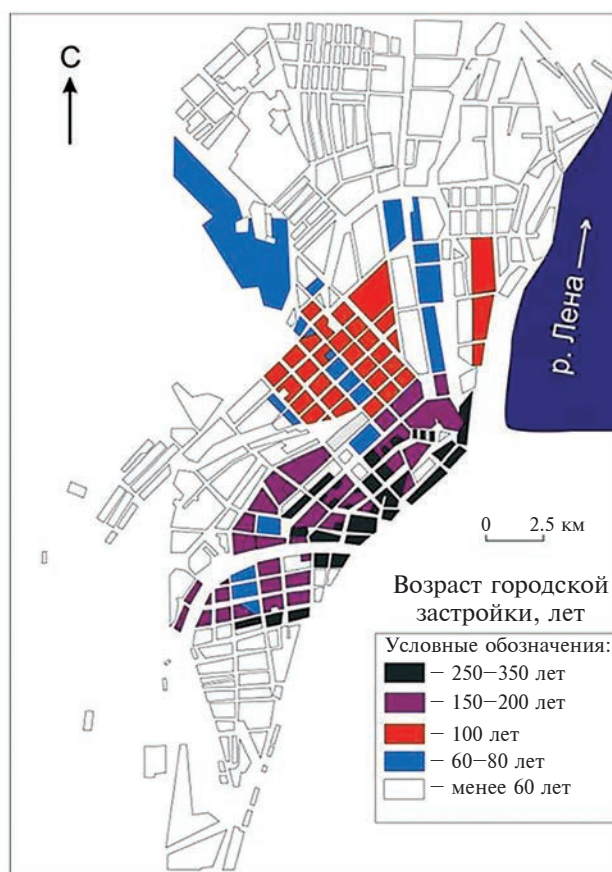 С
р. Лена
0 2.5 км
Возраст городской
застройки, лет
Условные обозначения:
– 250–350 лет
– 150–200 лет
– 100 лет
– 60–80 лет
– менее 60 лет